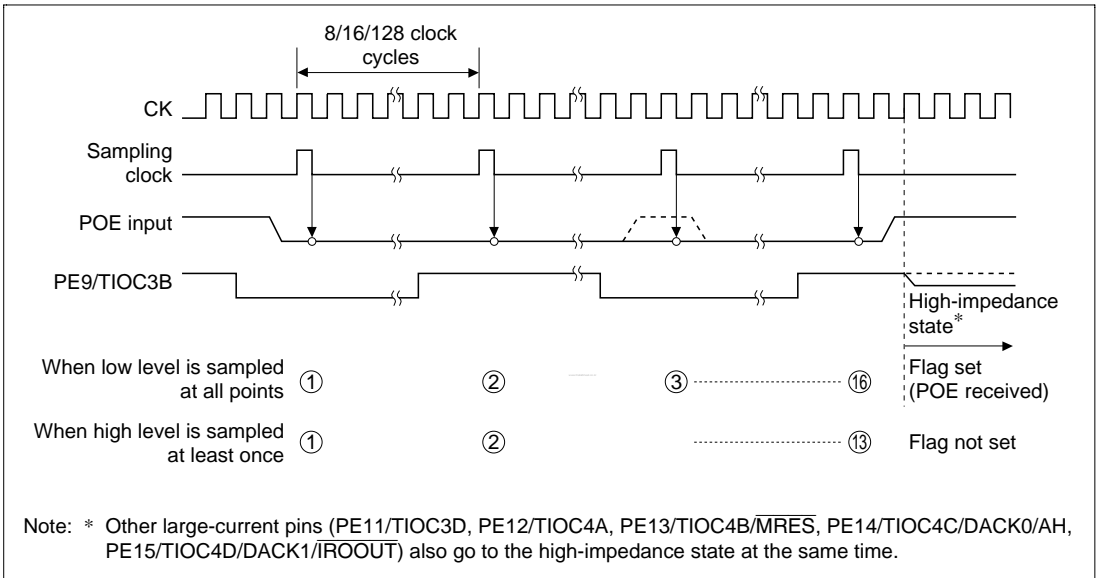 8/16/128 clock
cycles
CK
Sampling
clock
POE input
PE9/TIOC3B
High-impedance
state*
When low level is sampled
at all points
① ② ③ ⑯
Flag set
(POE received)
When high level is sampled
at least once
① ② ⑬ Flag not set
Note: * Other large-current pins (PE11/TIOC3D, PE12/TIOC4A, PE13/TIOC4B/MRES, PE14/TIOC4C/DACK0/AH,
PE15/TIOC4D/DACK1/IROOUT) also go to the high-impedance state at the same time.